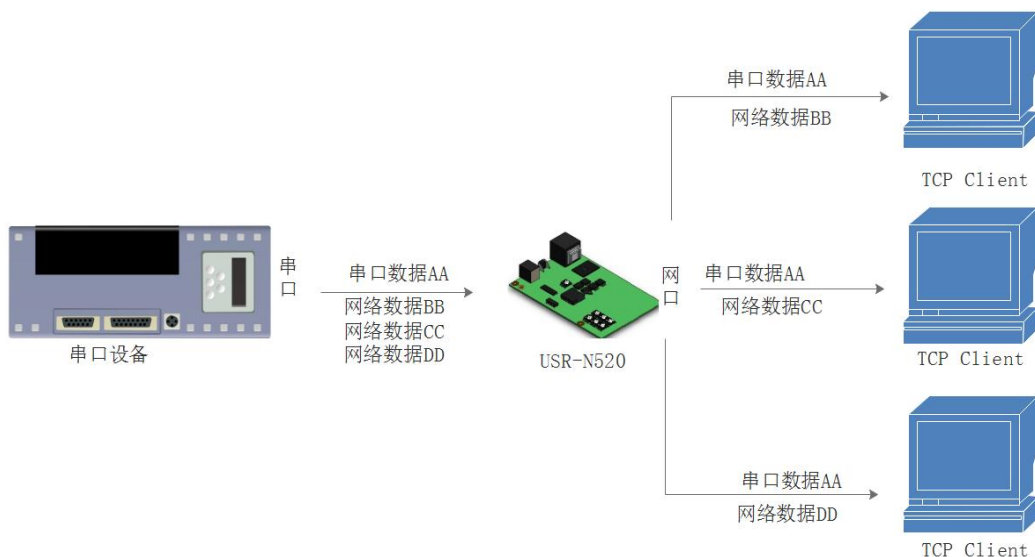 串口数据AA
网络数据BB
TCP Client
串口
串口数据AA
网络数据BB
网络数据CC
网络数据DD
串口设备
USR-N520
网口
串口数据AA
网络数据CC
TCP Client
串口数据AA
网络数据DD
TCP Client